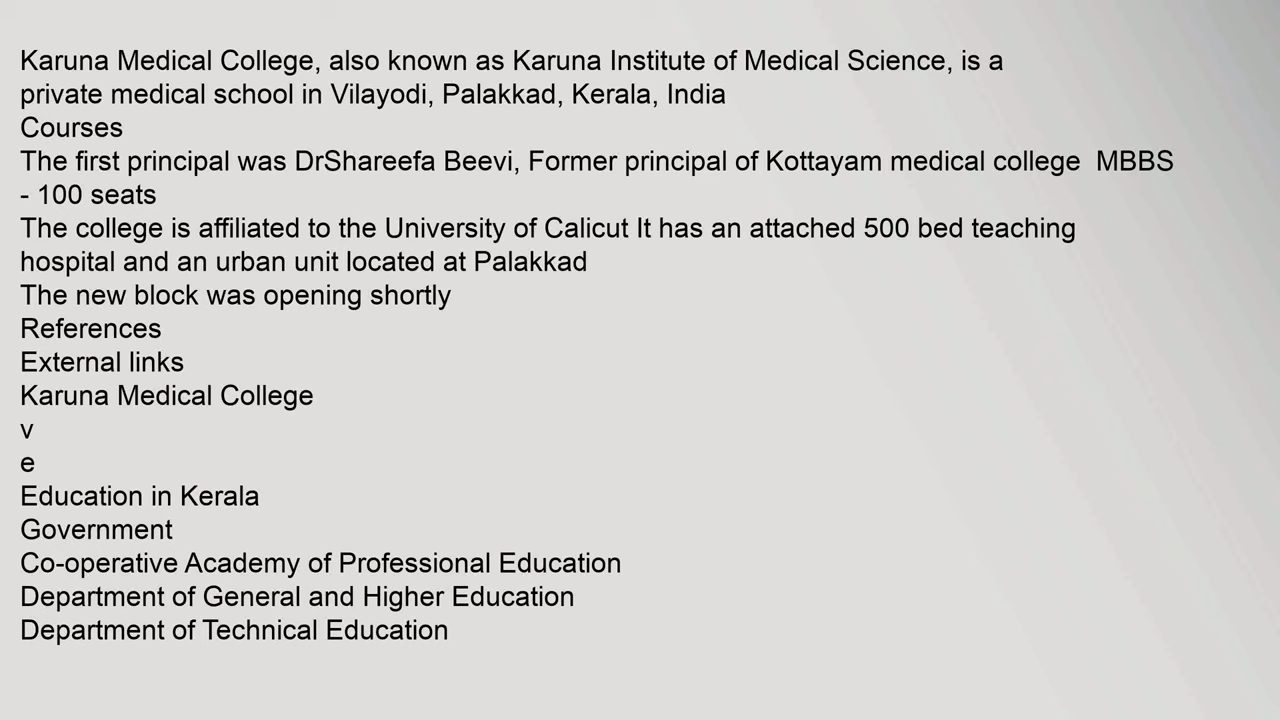 Karuna Medical College, also known as Karuna Institute of Medical Science, is a
private medical school in Vilayodi, Palakkad, Kerala, India
Courses
The first principal was DrShareefa Beevi, Former principal of Kottayam medical college  MBBS
- 100 seats
The college is affiliated to the University of Calicut It has an attached 500 bed teaching
hospital and an urban unit located at Palakkad
The new block was opening shortly
References
External links
Karuna Medical College
v
e
Education in Kerala
Government
Co-operative Academy of Professional Education
Department of General and Higher Education
Department of Technical Education